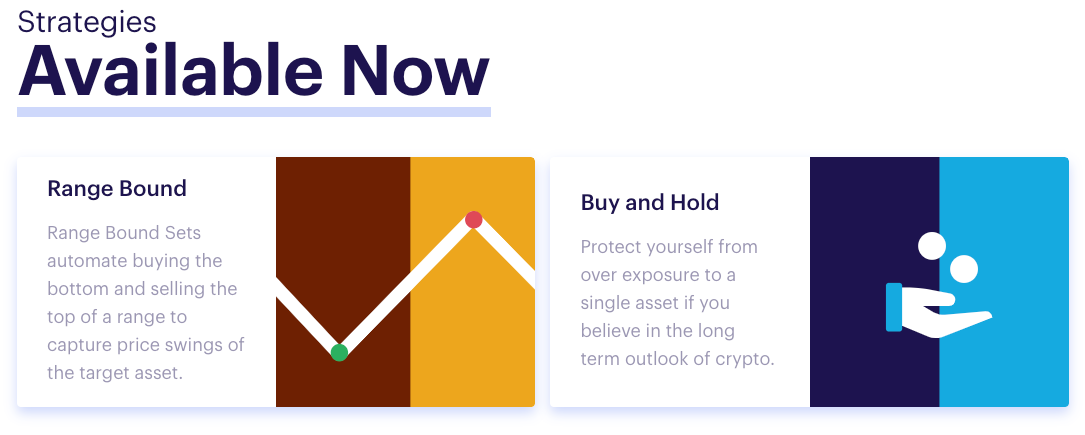 Strategies
Available Now
Range Bound
Range Bound Sets
automate buying the
bottom and selling the
top of a range to
capture price swings of
the target asset.
Buy and Hold
Protect yourself from
over exposure to a
single asset if you
believe in the long
term outlook of crypto.